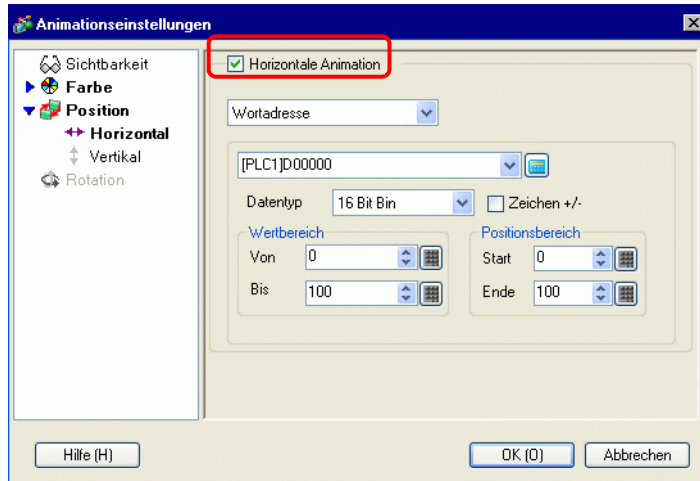 Animationseinstellungen
Sichtbarkeit
Farbe
Position
Horizontal
Vertikal
Rotation
Horizontale Animation
Wortadresse
[PLC1]D00000
Datentyp 16 Bit Bin Zeichen +/-
Wertbereich
Von 0
Bis 100
Positionsbereich
Start 0
Ende 100
Hilfe (H) OK (O) Abbrechen